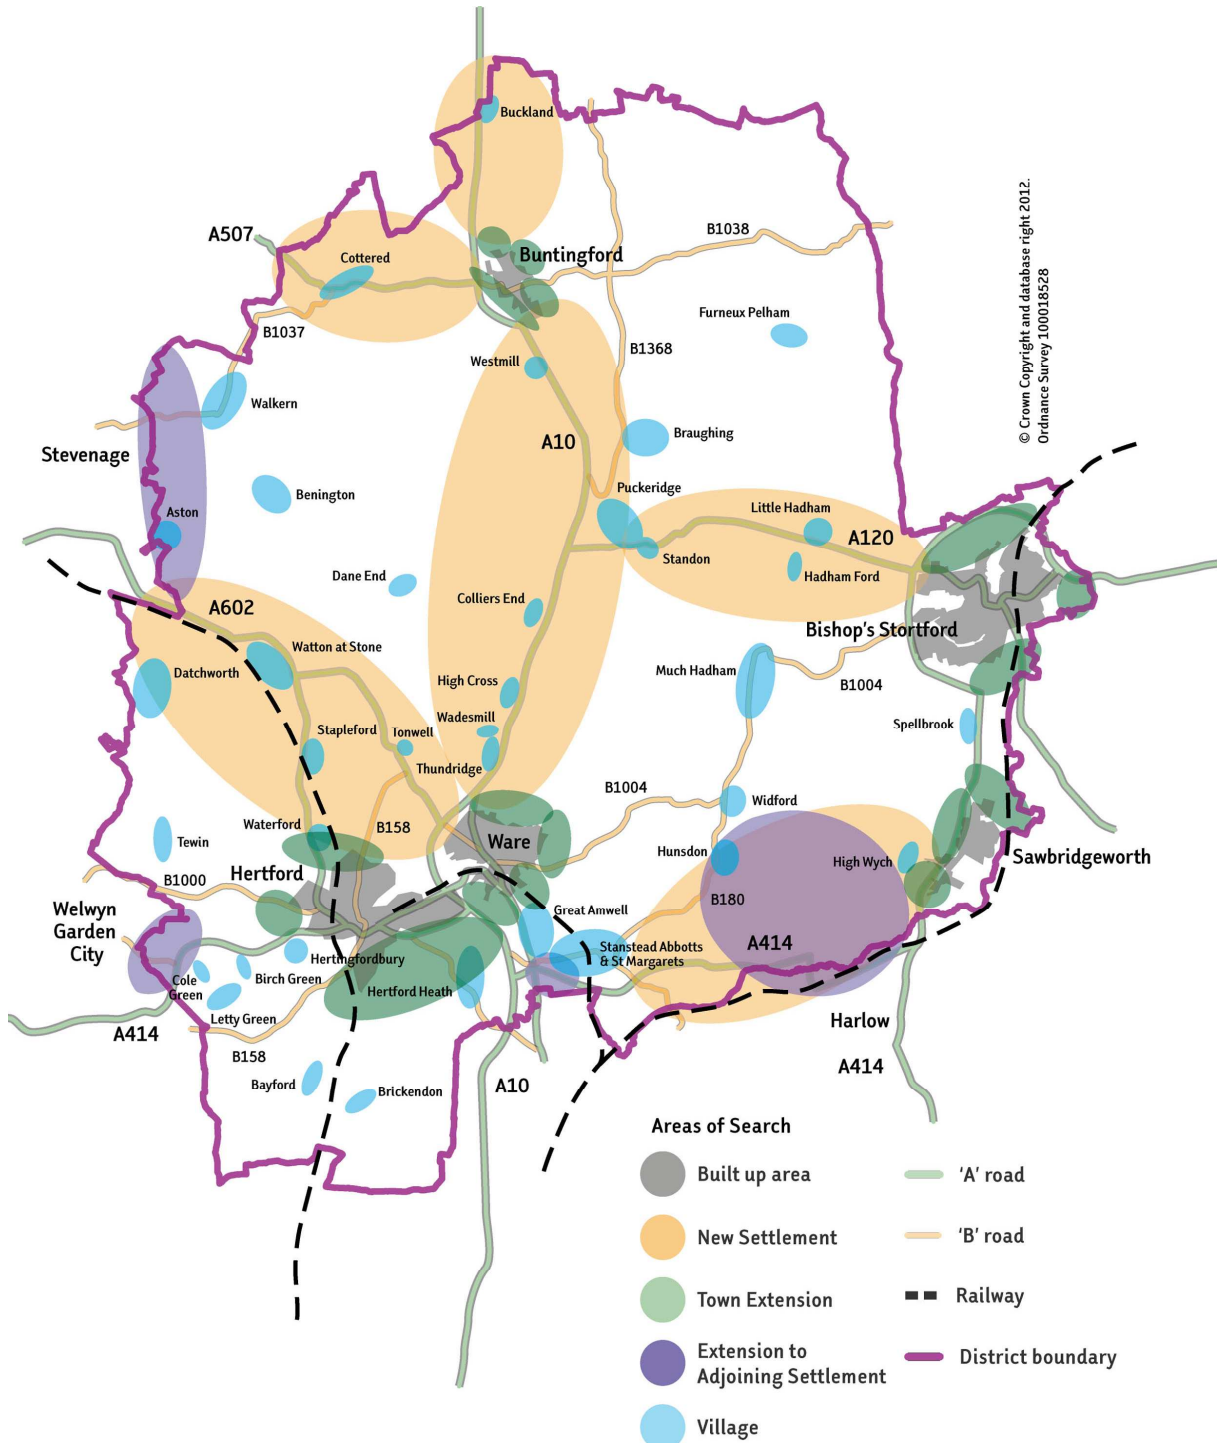 Buckland
A507
B1038
Buntingford
Cottered
© Crown Copyright and database right 2012.
Ordnance Survey 100018528
Furneux Pelham
B1037
B1368
Westmill
Walkern
Braughing
A10
Stevenage
Puckeridge
Benington
Little Hadham
Aston
A120
Standon
Hadham Ford
Dane End
Colliers End
A602
Bishop's Stortford
Watton at Stone
Datchworth
Much Hadham
High Cross
B1004
Wadesmill
Spellbrook
Stapleford
Tonwell
Thundridge
B1004
Widford
Waterford
B158
Tewin
Ware
Hunsdon
High Wych
Sawbridgeworth
Hertford
B1000
B180
Welwyn
Garden
City
Great Amwell
Stanstead Abbotts
& St Margarets
A414
Hertingfordbury
Cole
Green
Birch Green
Hertford Heath
Letty Green
Harlow
A414
B158
A414
Bayford
A10
Brickendon
Areas of Search
Built up area
'A' road
New Settlement
'B' road
Town Extension
Railway
Extension to
Adjoining Settlement
District boundary
Village